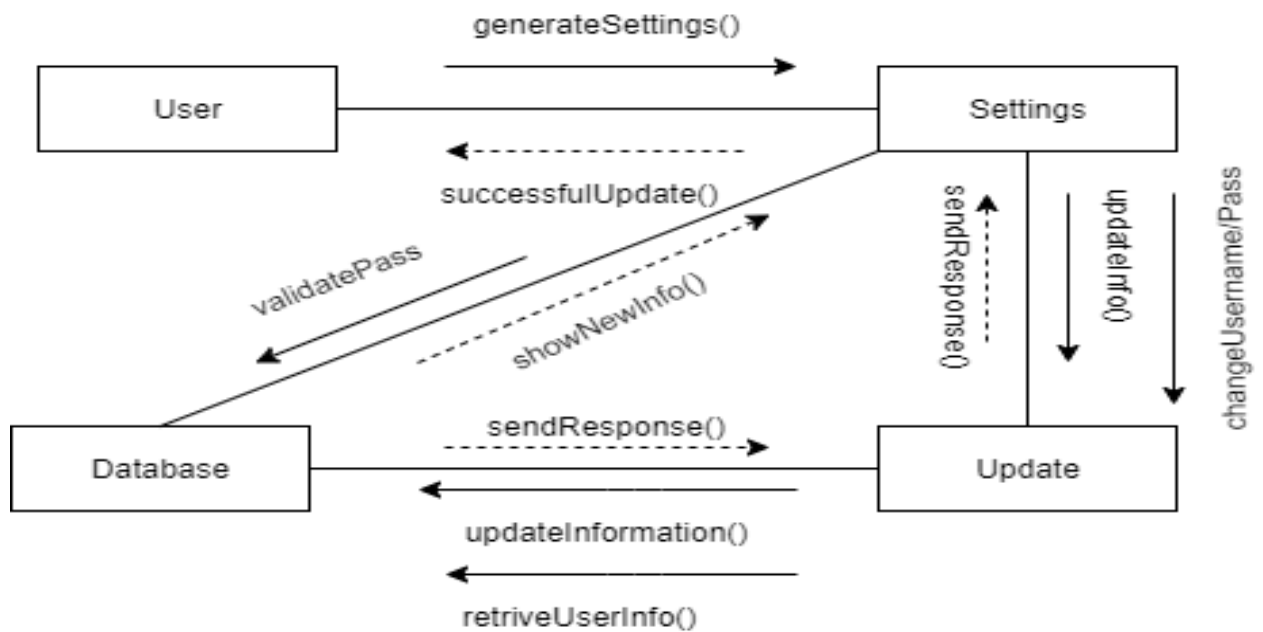 generateSettings()
User
Settings
successfulUpdate()
sendResponse()
updateInfo()
changeUsername/Pass
validatePass
showNewInfo()
sendResponse()
Database
Update
updateInformation()
retriveUserInfo()